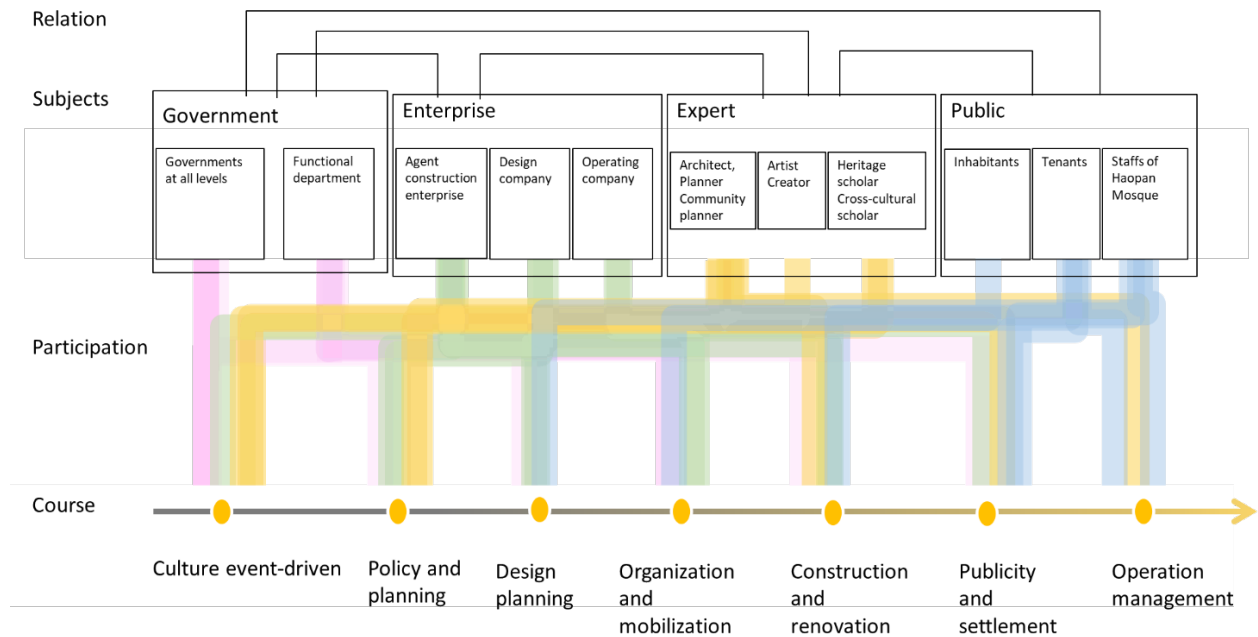 Relation
Subjects
Government
Enterprise
Expert
Public
Governments
at all levels
Functional
department
Agent
construction
enterprise
Design
company
Operating
company
Architect,
Planner
Community
planner
Artist
Creator
Heritage
scholar
Cross-cultural
scholar
Inhabitants
Tenants
Staffs of
Haopan
Mosque
Participation
Course
Culture event-driven
Policy and
planning
Design
planning
Organization
and
mobilization
Construction
and
renovation
Publicity
and
settlement
Operation
management